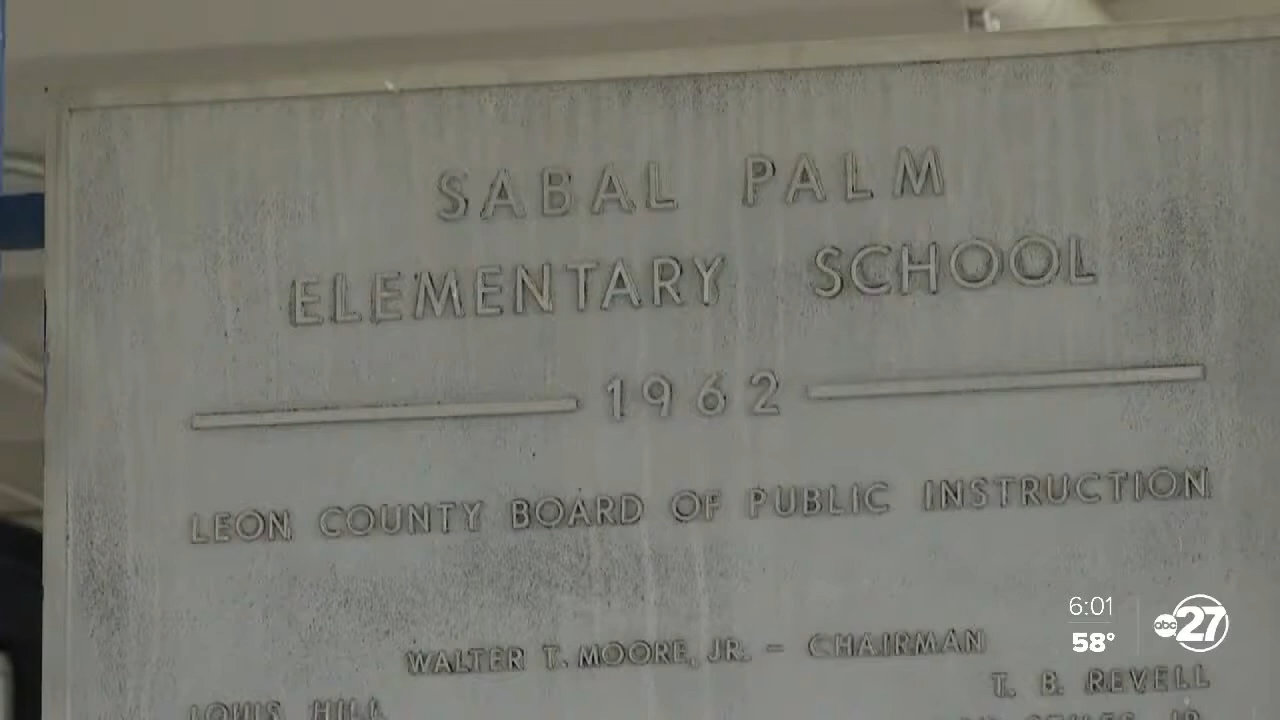 SABAL PALM
ELEMENTARY SCHOOL
1962
LEON COUNTY BOARD OF PUBLIC INSTRUCTION
WALTER T. MOORE, JR. - CHAIRMAN
LOUIS HILL T. B. REVELL
JR.
6:01
58°
abc 27